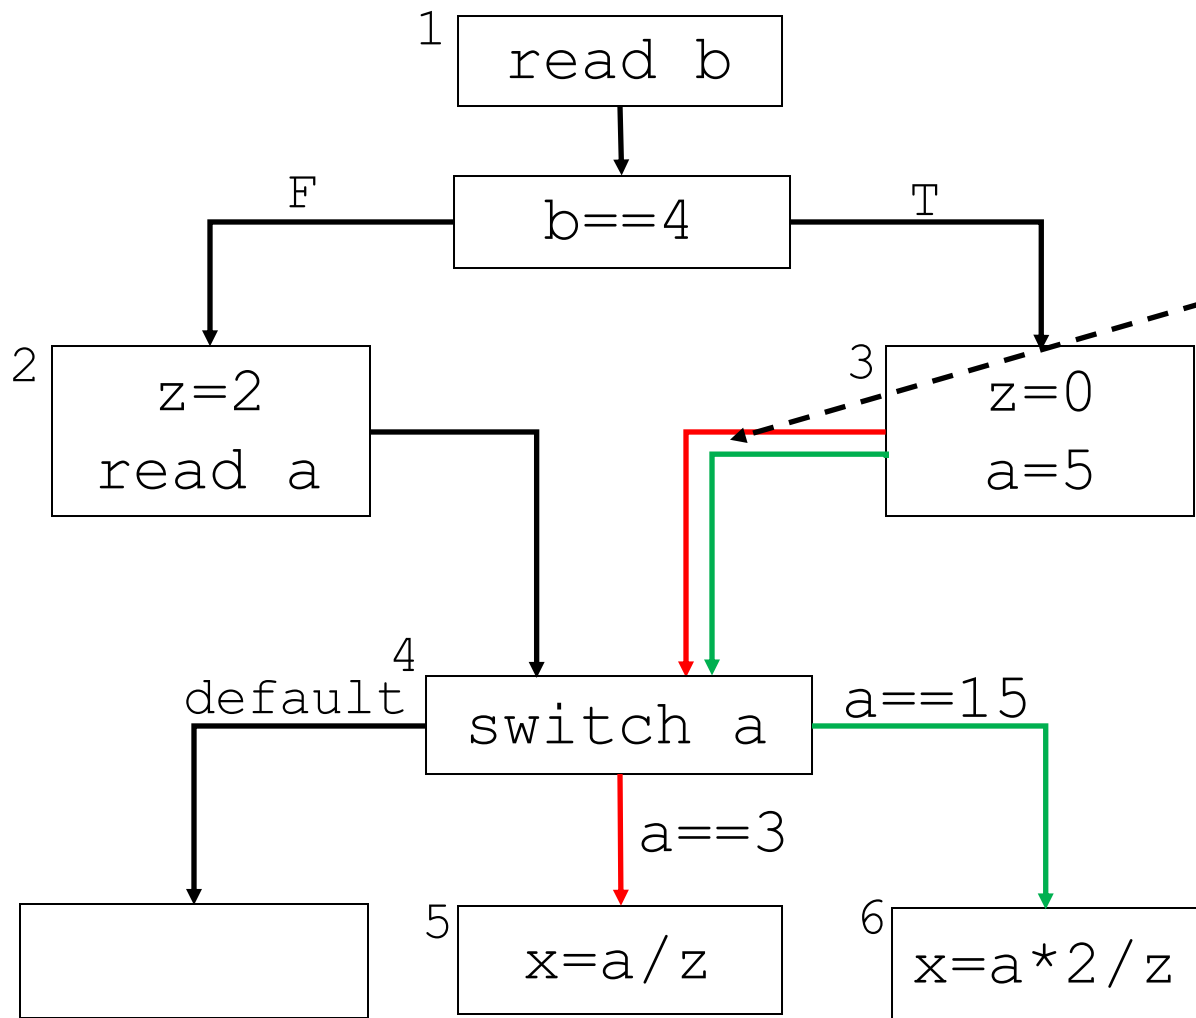 1
read b
F
b==4
T
2
z=2
read a
3
z=0
a=5
4
switch a
default
a==15
a==3
5
x=a/z
6
x=a*2/z